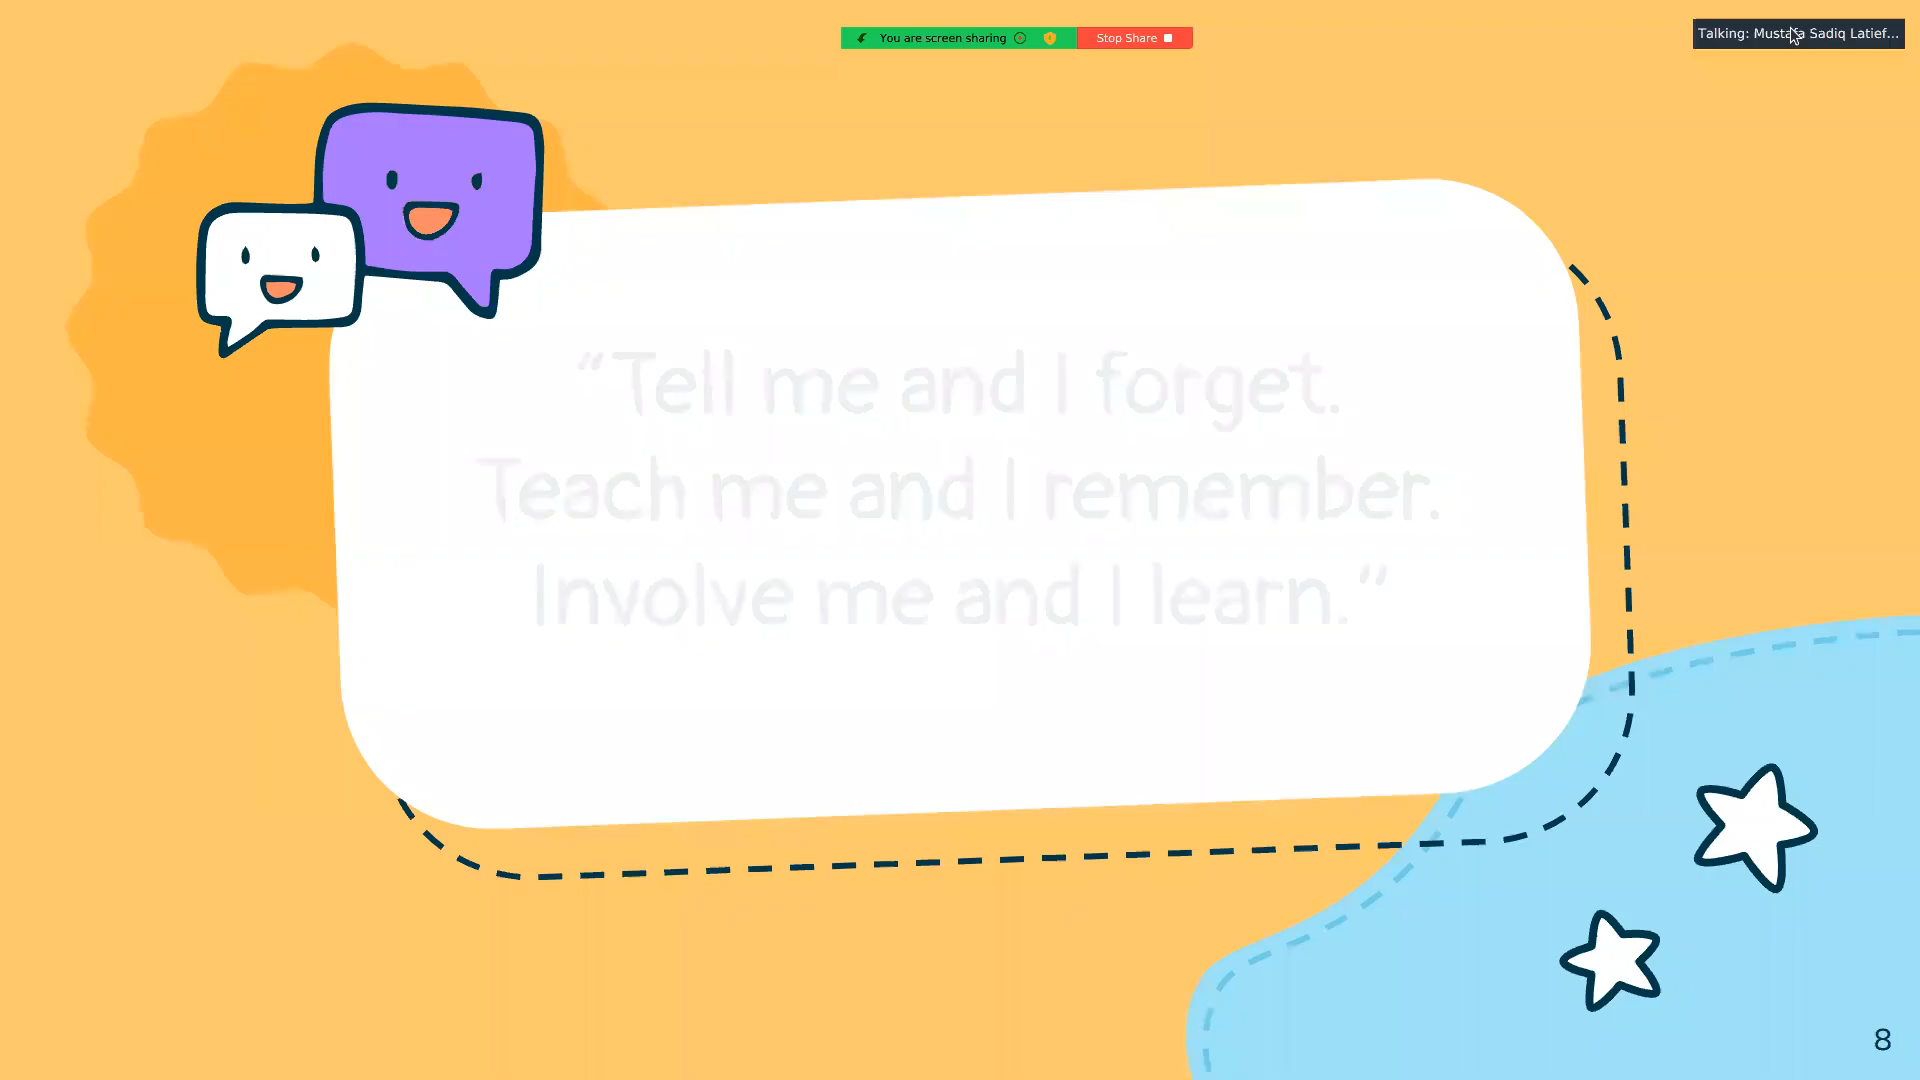 You are screen sharing
Stop Share
Talking: Mustafa Sadiq Latief...
“Tell me and I forget.
Teach me and I remember.
Involve me and I learn.”
8